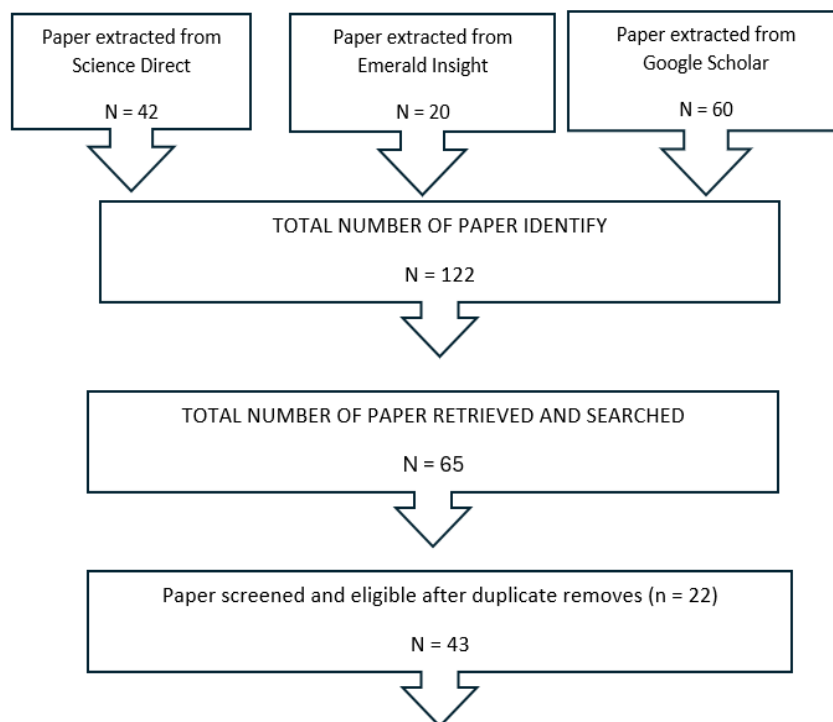 Paper extracted from
Science Direct
N = 42
Paper extracted from
Emerald Insight
N = 20
Paper extracted from
Google Scholar
N = 60
TOTAL NUMBER OF PAPER IDENTIFY
N = 122
TOTAL NUMBER OF PAPER RETRIEVED AND SEARCHED
N = 65
Paper screened and eligible after duplicate removes (n = 22)
N = 43